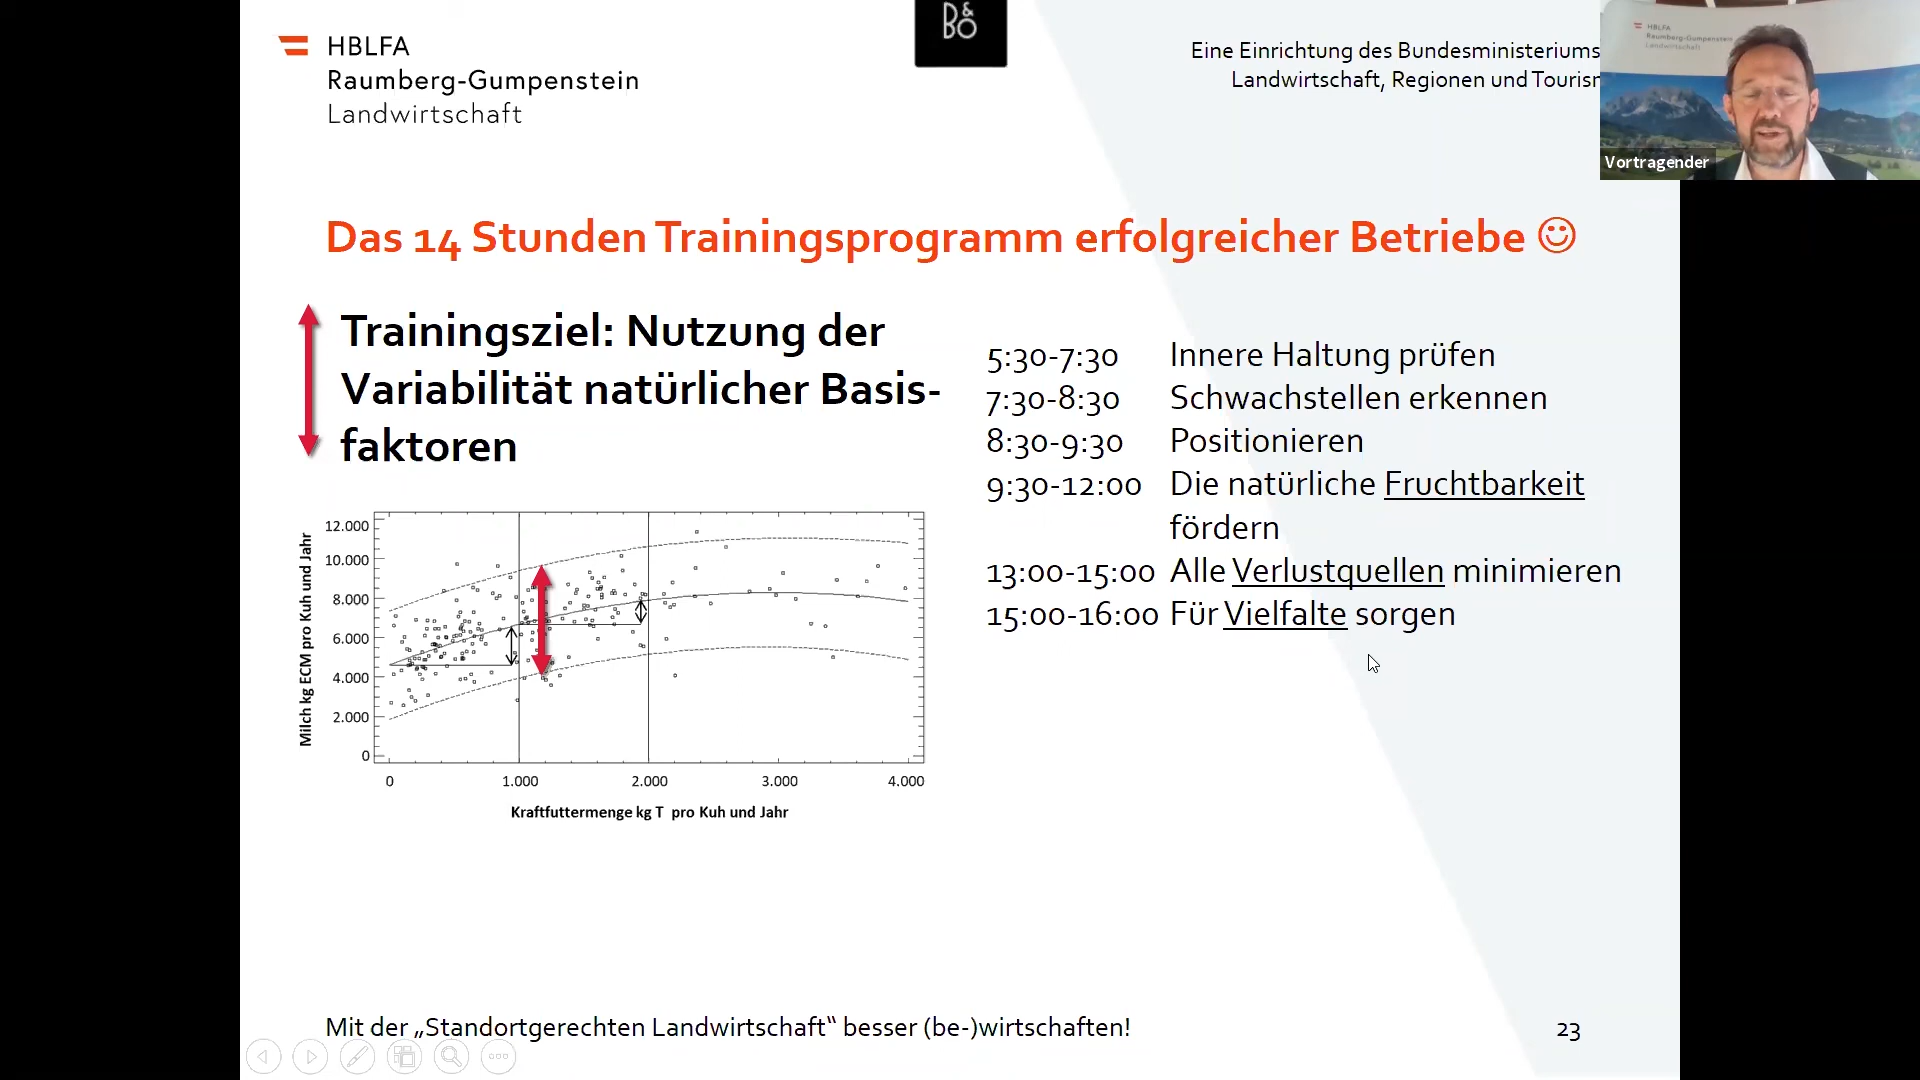 HBLFA
Raumberg-Gumpenstein
Landwirtschaft
B&O
Eine Einrichtung des Bundesministeriums
Landwirtschaft, Regionen und Tourism
HBLFA
Raumberg-Gumpenstein
Landwirtschaft
Vortragender
Das 14 Stunden Trainingsprogramm erfolgreicher Betriebe ☺
Trainingsziel: Nutzung der
Variabilität natürlicher Basis-
faktoren
5:30-7:30 Innere Haltung prüfen
7:30-8:30 Schwachstellen erkennen
8:30-9:30 Positionieren
9:30-12:00 Die natürliche Fruchtbarkeit
fördern
13:00-15:00 Alle Verlustquellen minimieren
15:00-16:00 Für Vielfalte sorgen
Milch kg ECM pro Kuh und Jahr
12.000
10.000
8.000
6.000
4.000
2.000
0
0 1.000 2.000 3.000 4.000
Kraftfuttermenge kg T pro Kuh und Jahr
Mit der „Standortgerechten Landwirtschaft“ besser (be-)wirtschaften!
23